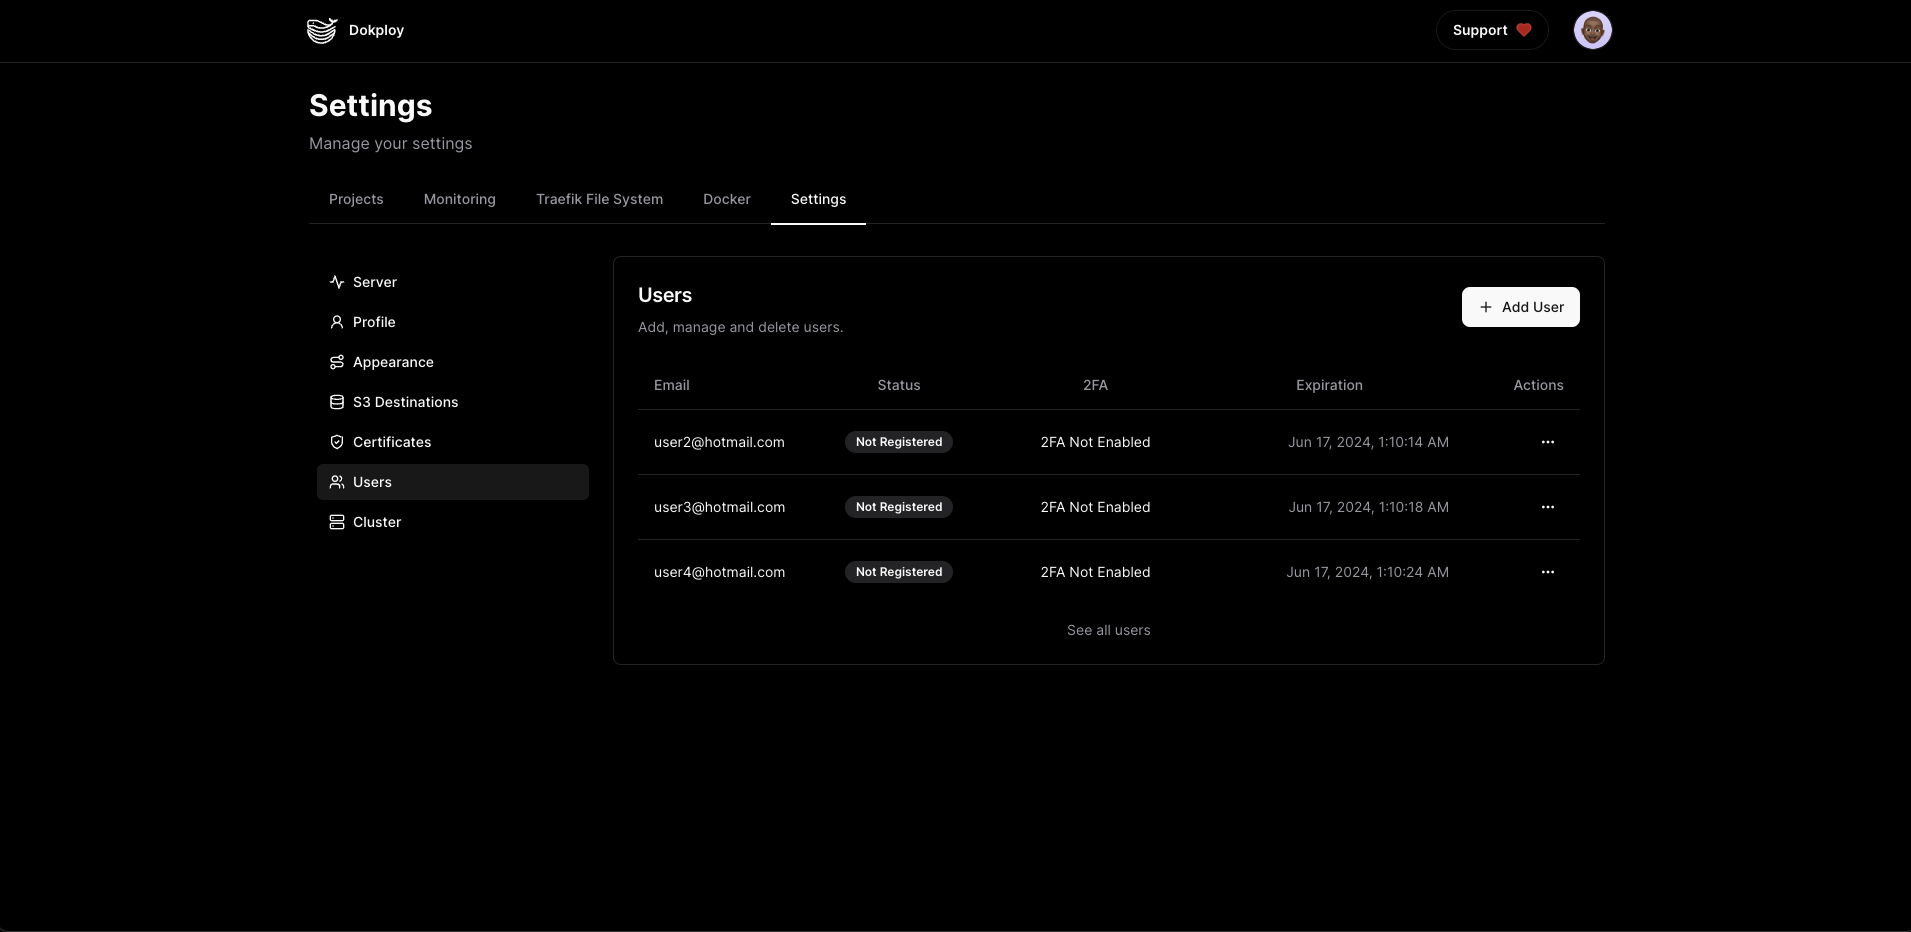 Dokploy
Support
Settings
Manage your settings
Projects Monitoring Traefik File System Docker Settings
Server
Profile
Appearance
S3 Destinations
Certificates
Users
Cluster
Users
Add, manage and delete users.
Add User
Email Status 2FA Expiration Actions
user2@hotmail.com Not Registered 2FA Not Enabled Jun 17, 2024, 1:10:14 AM
user3@hotmail.com Not Registered 2FA Not Enabled Jun 17, 2024, 1:10:18 AM
user4@hotmail.com Not Registered 2FA Not Enabled Jun 17, 2024, 1:10:24 AM
See all users